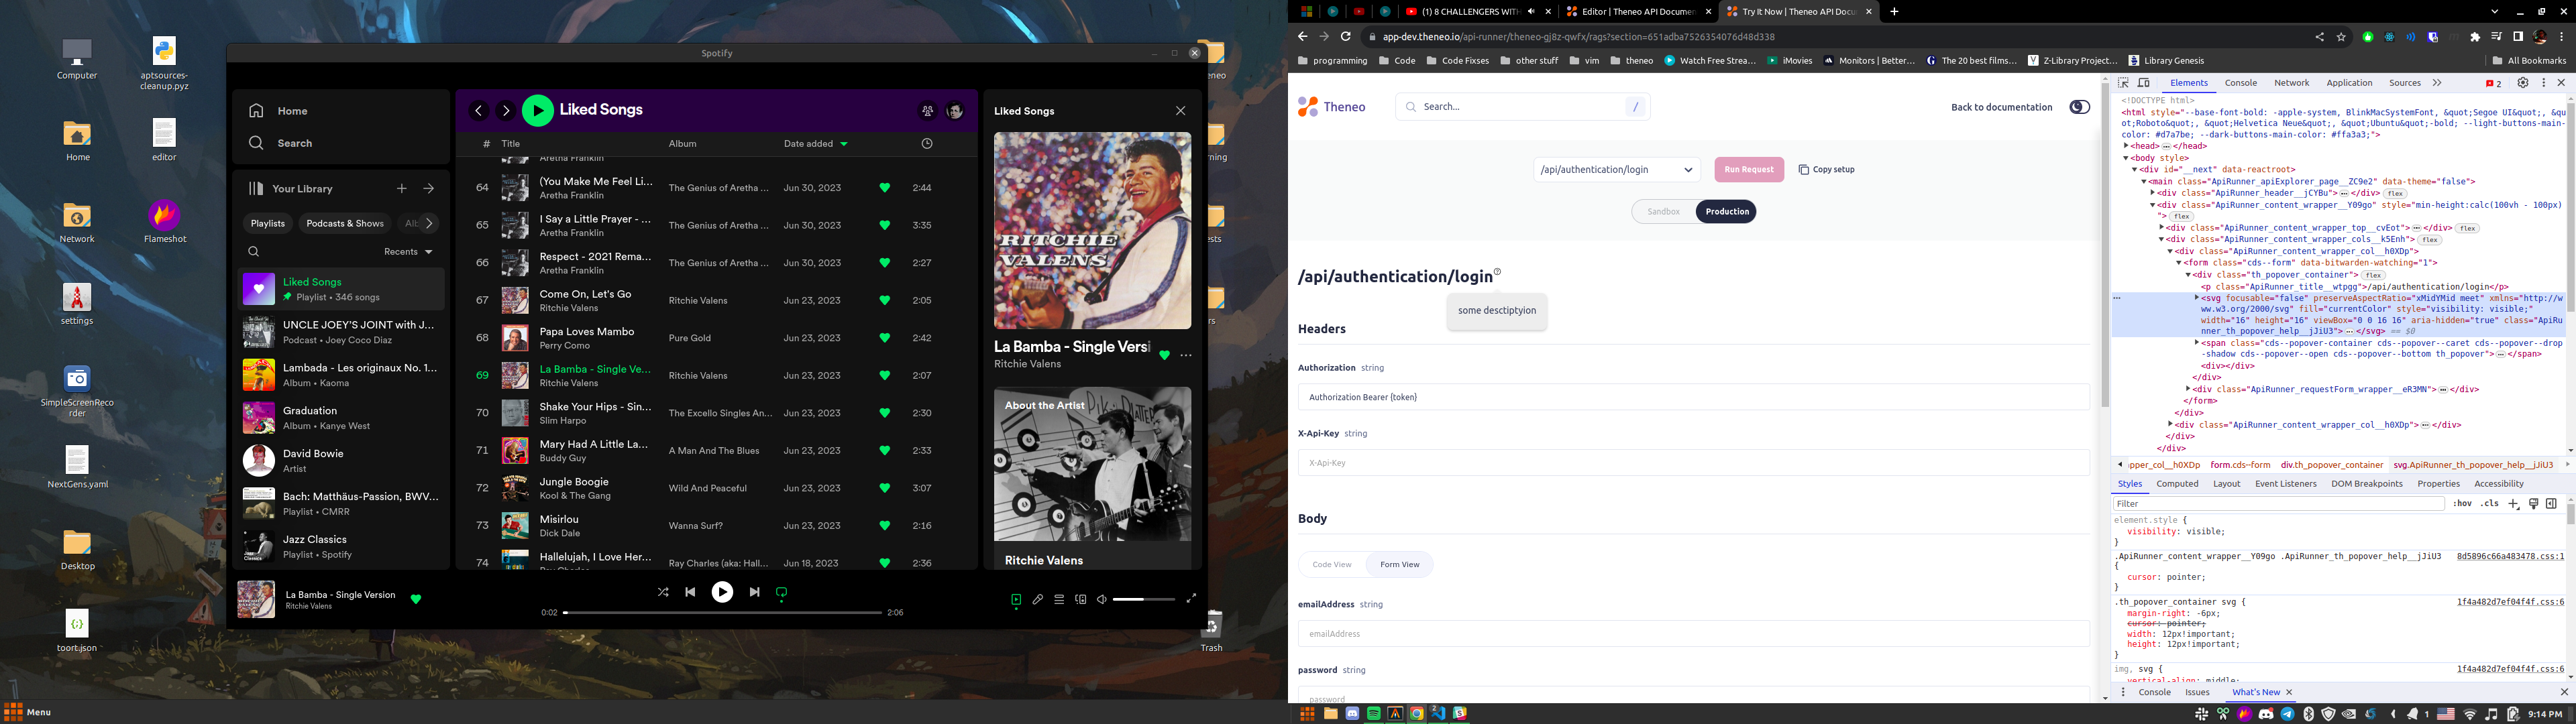 Computer
aptsources-
cleanup.pyz
Home
editor
Network
Flameshot
settings
SimpleScreenReco
rder
NextGens.yaml
Desktop
toort.json
Trash
Menu
Spotify
Home
Search
Your Library
Playlists
Podcasts & Shows
Recents
Liked Songs
Playlist • 346 songs
UNCLE JOEY'S JOINT with J...
Podcast • Joey Coco Diaz
Lambada - Les originaux No. 1...
Album • Kaoma
Graduation
Album • Kanye West
David Bowie
Artist
Bach: Matthäus-Passion, BWV...
Playlist • CMRR
Jazz Classics
Playlist • Spotify
Liked Songs
# Title Album Date added
Aretha Franklin
64 (You Make Me Feel Li... The Genius of Aretha ... Jun 30, 2023 2:44
Aretha Franklin
65 I Say a Little Prayer - ... The Genius of Aretha ... Jun 30, 2023 3:35
Aretha Franklin
66 Respect - 2021 Rema... The Genius of Aretha ... Jun 30, 2023 2:27
Aretha Franklin
67 Come On, Let's Go Ritchie Valens Jun 23, 2023 2:05
Ritchie Valens
68 Papa Loves Mambo Pure Gold Jun 23, 2023 2:42
Perry Como
69 La Bamba - Single Ve... Ritchie Valens Jun 23, 2023 2:07
Ritchie Valens
70 Shake Your Hips - Sin... The Excello Singles An... Jun 23, 2023 2:30
Slim Harpo
71 Mary Had A Little La... A Man And The Blues Jun 23, 2023 2:33
Buddy Guy
72 Jungle Boogie Wild And Peaceful Jun 23, 2023 3:07
Kool & The Gang
73 Misirlou Wanna Surf? Jun 23, 2023 2:16
Dick Dale
74 Hallelujah, I Love Her... Ray Charles (aka: Hall... Jun 18, 2023 2:36
Liked Songs
RITCHIE
VALENS
La Bamba - Single Versi
Ritchie Valens
About the Artist
Ritchie Valens
La Bamba - Single Version
Ritchie Valens
0:02
2:06
(1) 8 CHALLENGERS WITH
Editor | Theneo API Documen
Try It Now | Theneo API Docu
app-dev.theneo.io/api-runner/theneo-gj8z-qwfx/rags?section=651adba7526354076d48d338
programming
Code
Code Fixses
other stuff
vim
theneo
Watch Free Strea...
iMovies
Monitors | Better...
The 20 best films...
Z-Library Project...
Library Genesis
All Bookmarks
Theneo
Search...
/
Back to documentation
/api/authentication/login
Run Request
Copy setup
Sandbox
Production
/api/authentication/login
some desctiptyion
Headers
Authorization string
Authorization Bearer {token}
X-Api-Key string
X-Api-Key
Body
Code View
Form View
emailAddress string
emailAddress
password string
password
Elements
Console
Network
Application
Sources
2
<!DOCTYPE html>
<html style="--base-font-bold: -apple-system, BlinkMacSystemFont, &quot;Segoe UI&quot;, &qu
ot;Roboto&quot;, &quot;Helvetica Neue&quot;, &quot;Ubuntu&quot;-bold; --light-buttons-main-
color: #d7a7be; --dark-buttons-main-color: #ffa3a3;">
<head>…</head>
<body style>
<div id="__next" data-reactroot>
<main class="ApiRunner_apiExplorer_page__ZC9e2" data-theme="false">
<div class="ApiRunner_header__jCYBu">…</div> flex
<div class="ApiRunner_content_wrapper__Y09go" style="min-height:calc(100vh - 100px)
"> flex
<div class="ApiRunner_content_wrapper_top__cvEot">…</div> flex
<div class="ApiRunner_content_wrapper_cols__k5Enh"> flex
<div class="ApiRunner_content_wrapper_col__h0XDp">
<form class="cds--form" data-bitwarden-watching="1">
<div class="th_popover_container"> flex
<p class="ApiRunner_title__wtpgg">/api/authentication/login</p>
<svg focusable="false" preserveAspectRatio="xMidYMid meet" xmlns="http://w
ww.w3.org/2000/svg" fill="currentColor" style="visibility: visible;"
width="16" height="16" viewBox="0 0 16 16" aria-hidden="true" class="ApiRu
nner_th_popover_help__jJiU3">…</svg> == $0
<span class="cds--popover-container cds--popover--caret cds--popover--drop
-shadow cds--popover--open cds--popover--bottom th_popover">…</span>
<div></div>
</div>
<div class="ApiRunner_requestForm_wrapper__eR3MN">…</div>
</form>
</div>
<div class="ApiRunner_content_wrapper_col__h0XDp">…</div>
</div>
</div>
ɪpper_col__h0XDp form.cds--form div.th_popover_container svg.ApiRunner_th_popover_help__jJiU3
Styles
Computed
Layout
Event Listeners
DOM Breakpoints
Properties
Accessibility
Filter
:hov .cls
element.style {
visibility: visible;
}
.ApiRunner_content_wrapper__Y09go .ApiRunner_th_popover_help__jJiU3 8d5896c66a483478.css:1
{
cursor: pointer;
}
.th_popover_container svg { 1f4a482d7ef04f4f.css:6
margin-right: -6px;
cursor: pointer;
width: 12px!important;
height: 12px!important;
}
img, svg { 1f4a482d7ef04f4f.css:6
vertical-align: middle;
Console
Issues
What's New
2
1
9:14 PM